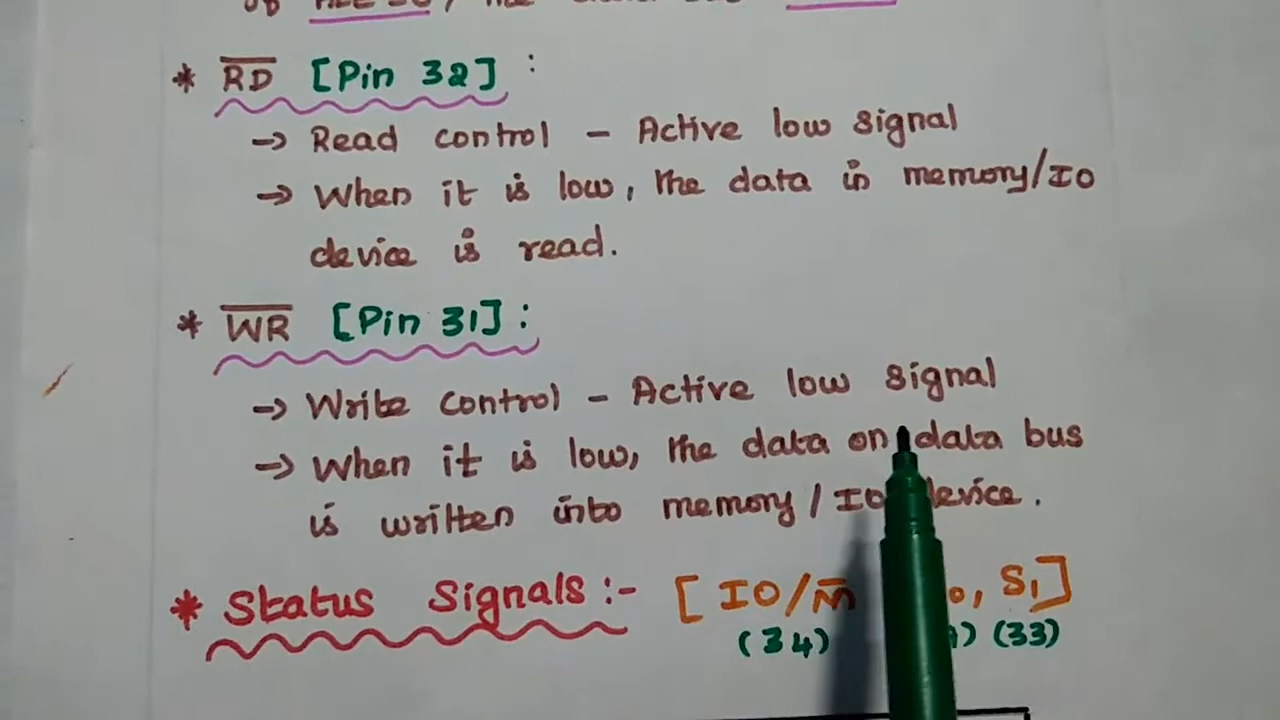 * R̅D̅ [Pin 32] :
→ Read control - Active low signal
→ When it is low, the data in memory/IO
device is read.
* W̅R̅ [Pin 31] :
→ Write control - Active low signal
→ When it is low, the data on data bus
is written into memory / IO device.
* Status Signals :- [ IO/M̅ , S₁]
(34) (33)